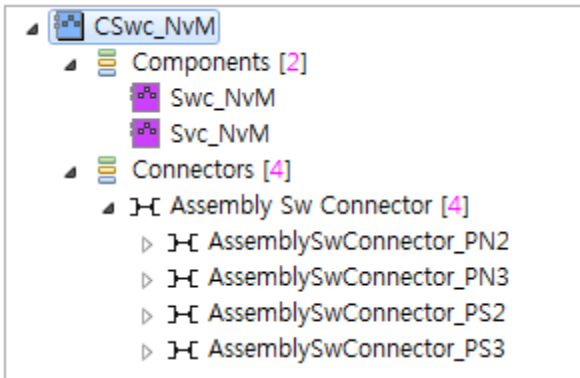 CSwc_NvM
Components [2]
Swc_NvM
Svc_NvM
Connectors [4]
Assembly Sw Connector [4]
AssemblySwConnector_PN2
AssemblySwConnector_PN3
AssemblySwConnector_PS2
AssemblySwConnector_PS3